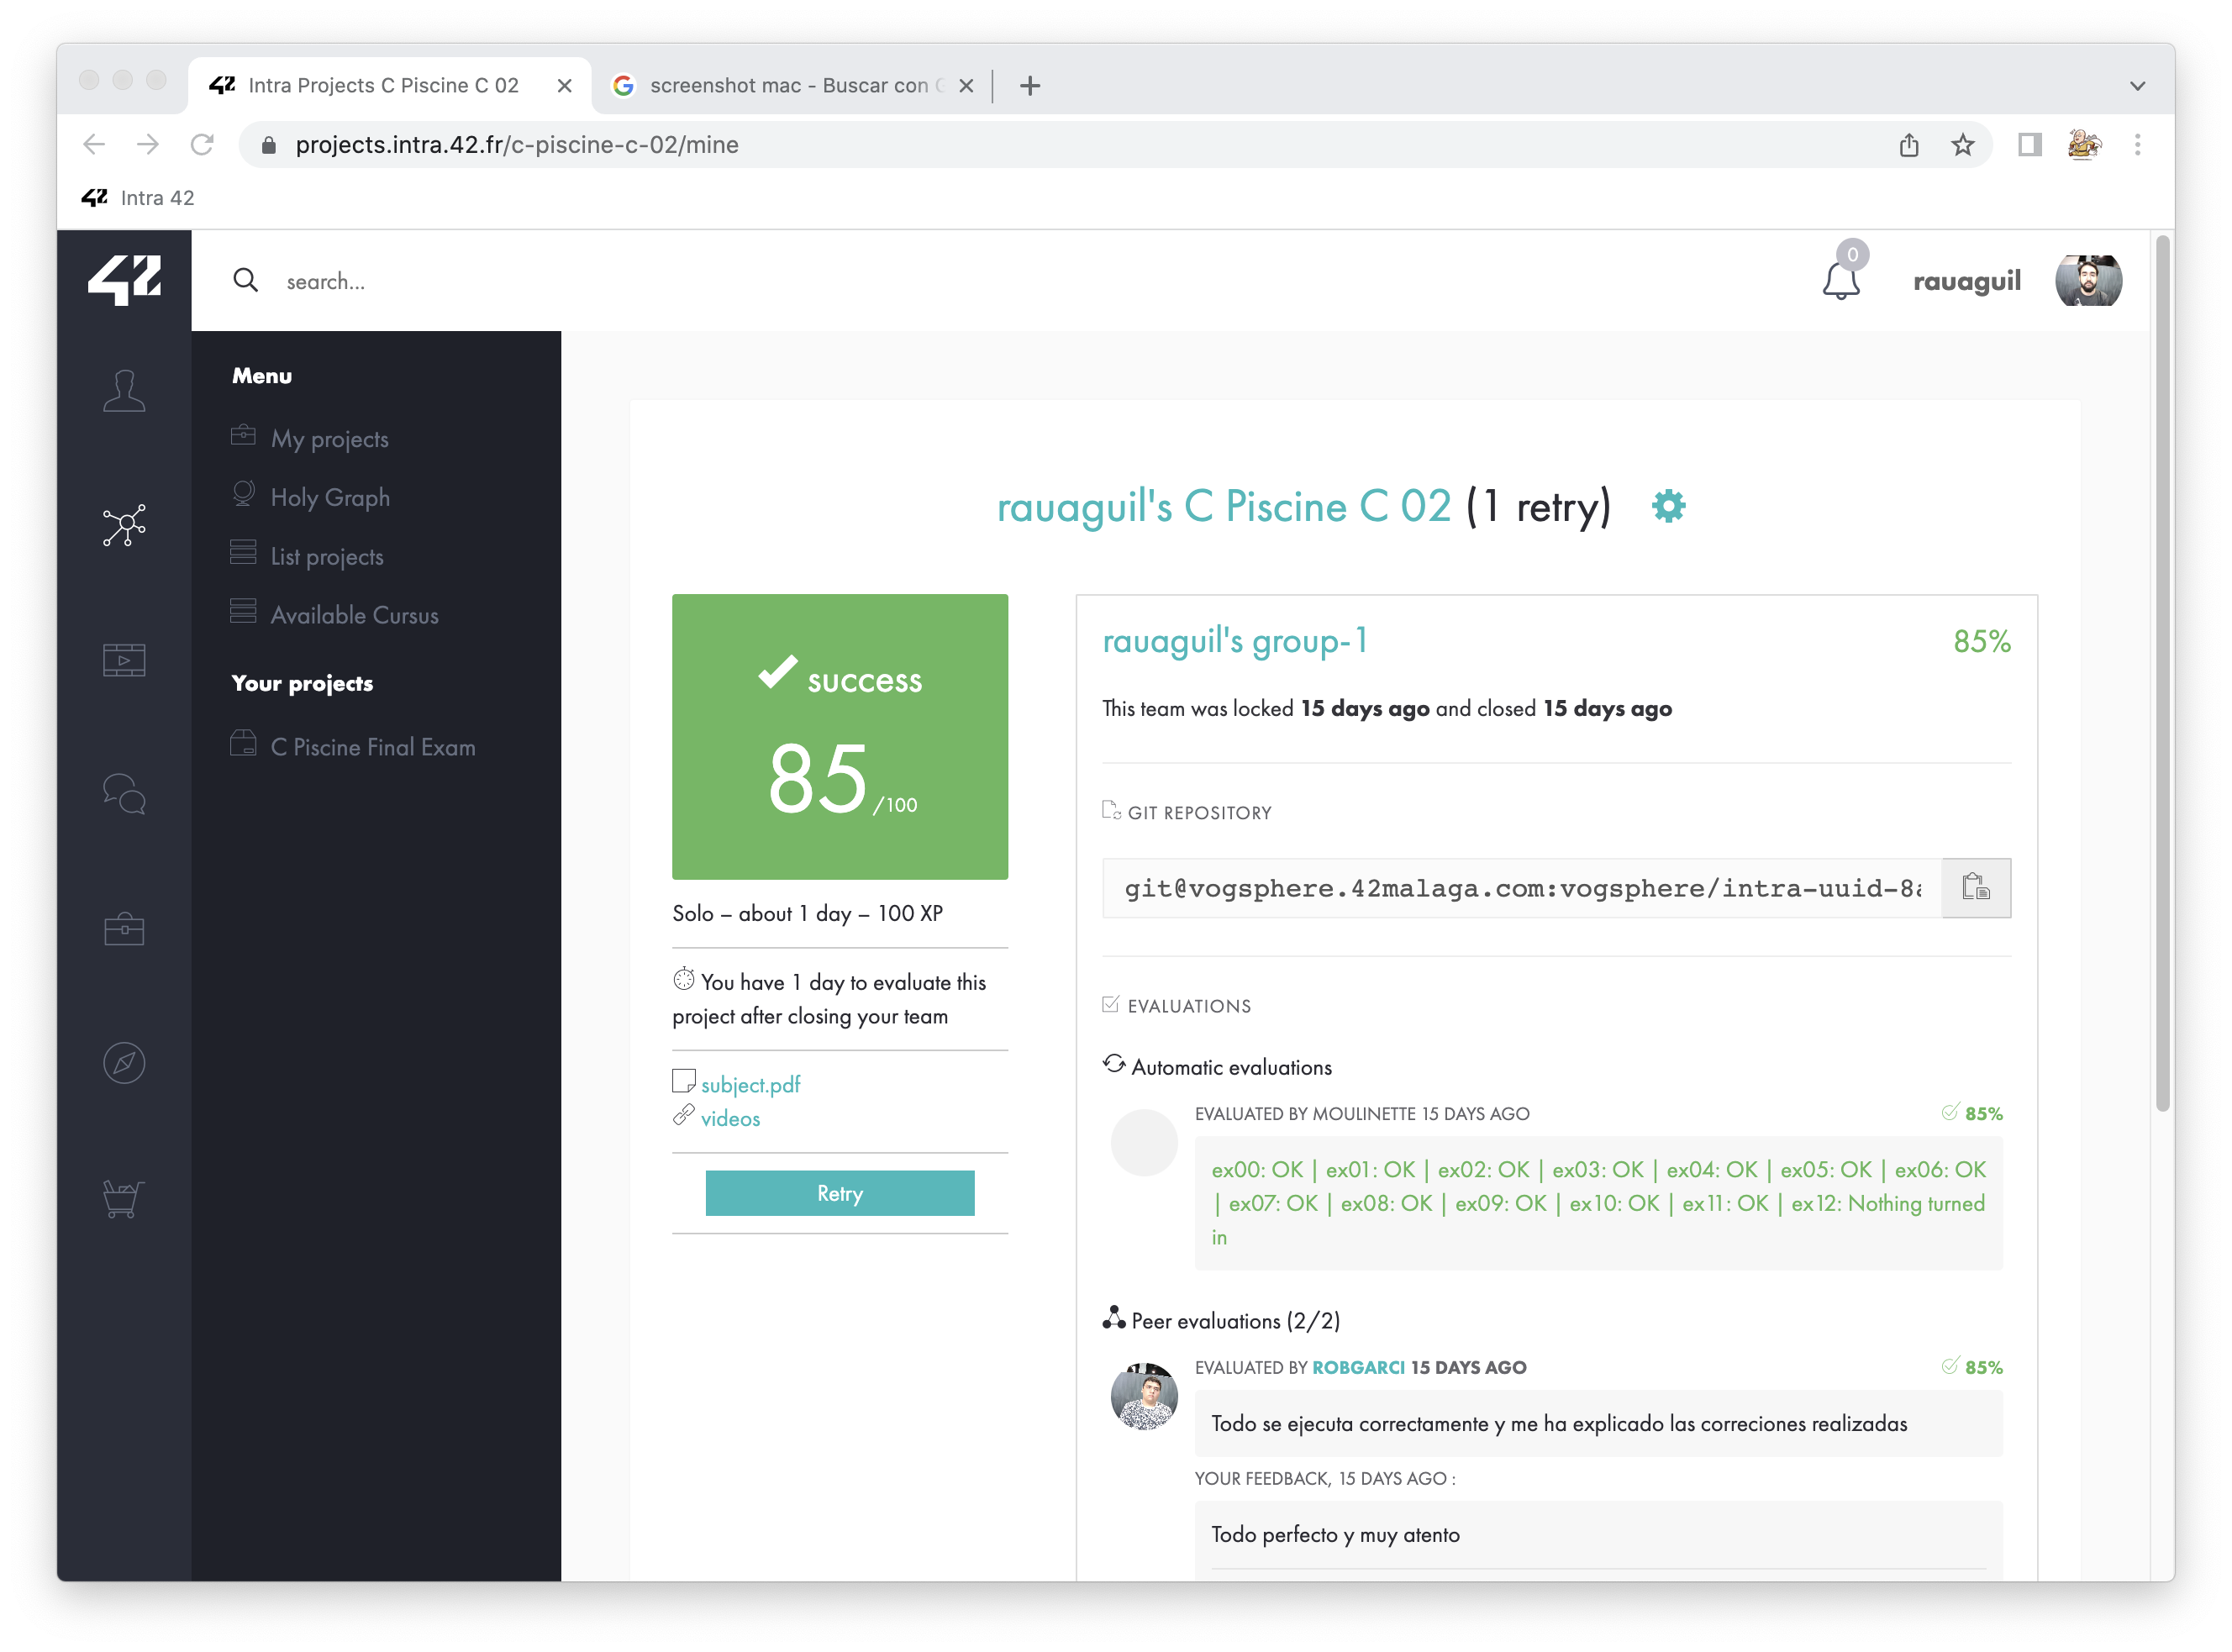 42 Intra Projects C Piscine C 02
screenshot mac - Buscar con G
projects.intra.42.fr/c-piscine-c-02/mine
42 Intra 42
42
search...
0
rauaguil
Menu
My projects
Holy Graph
List projects
Available Cursus
Your projects
C Piscine Final Exam
rauaguil's C Piscine C 02 (1 retry)
success
85 /100
Solo – about 1 day – 100 XP
You have 1 day to evaluate this
project after closing your team
subject.pdf
videos
Retry
rauaguil's group-1
85%
This team was locked 15 days ago and closed 15 days ago
GIT REPOSITORY
git@vogsphere.42malaga.com:vogsphere/intra-uuid-8a
EVALUATIONS
Automatic evaluations
EVALUATED BY MOULINETTE 15 DAYS AGO
85%
ex00: OK | ex01: OK | ex02: OK | ex03: OK | ex04: OK | ex05: OK | ex06: OK
| ex07: OK | ex08: OK | ex09: OK | ex10: OK | ex11: OK | ex12: Nothing turned
in
Peer evaluations (2/2)
EVALUATED BY ROBGARCI 15 DAYS AGO
85%
Todo se ejecuta correctamente y me ha explicado las correciones realizadas
YOUR FEEDBACK, 15 DAYS AGO :
Todo perfecto y muy atento